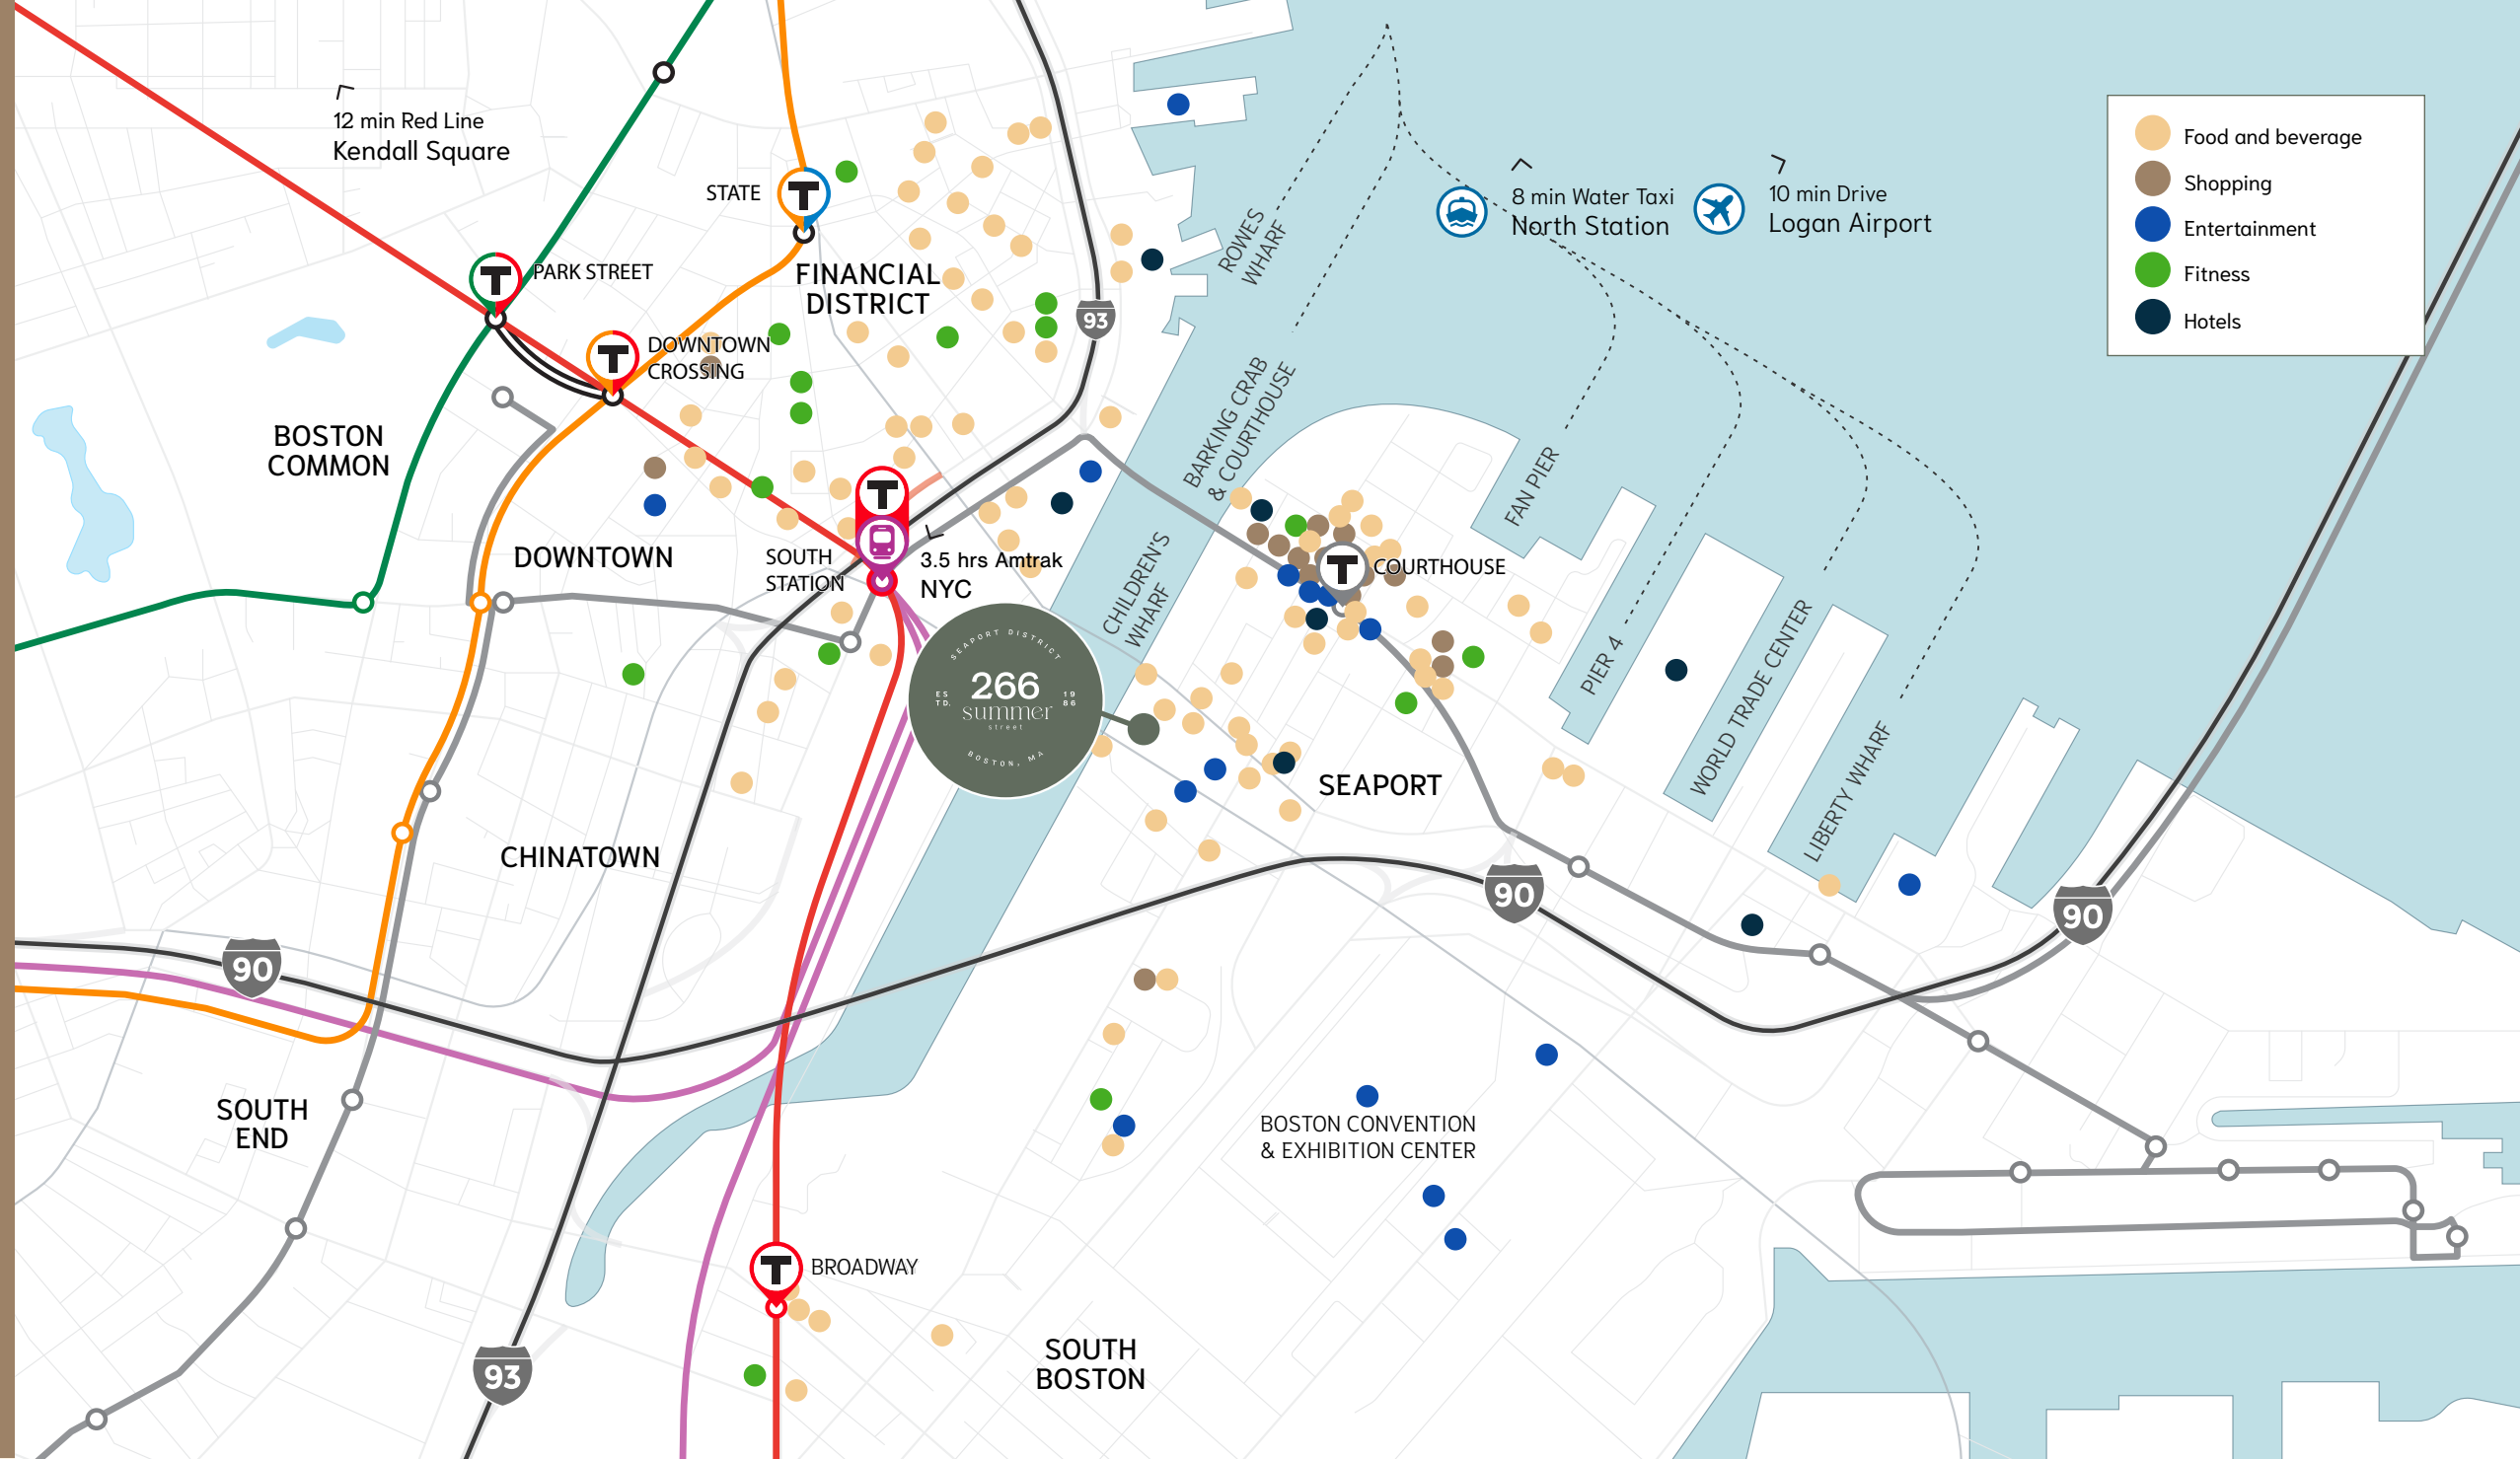 12 min Red Line
Kendall Square
STATE
PARK STREET
FINANCIAL
DISTRICT
DOWNTOWN
CROSSING
93
BOSTON
COMMON
DOWNTOWN
SOUTH
STATION
3.5 hrs Amtrak
NYC
T
T
T
T
T
T
ROWES
WHARF
BARKING CRAB
& COURTHOUSE
CHILDREN'S
WHARF
8 min Water Taxi
North Station
10 min Drive
Logan Airport
Food and beverage
Shopping
Entertainment
Fitness
Hotels
FAN PIER
COURTHOUSE
PIER 4
WORLD TRADE CENTER
LIBERTY WHARF
SEAPORT DISTRICT
ES
TD.
266
19
86
summer
street
BOSTON, MA
SEAPORT
CHINATOWN
90
90
90
SOUTH
END
BOSTON CONVENTION
& EXHIBITION CENTER
BROADWAY
SOUTH
BOSTON
93